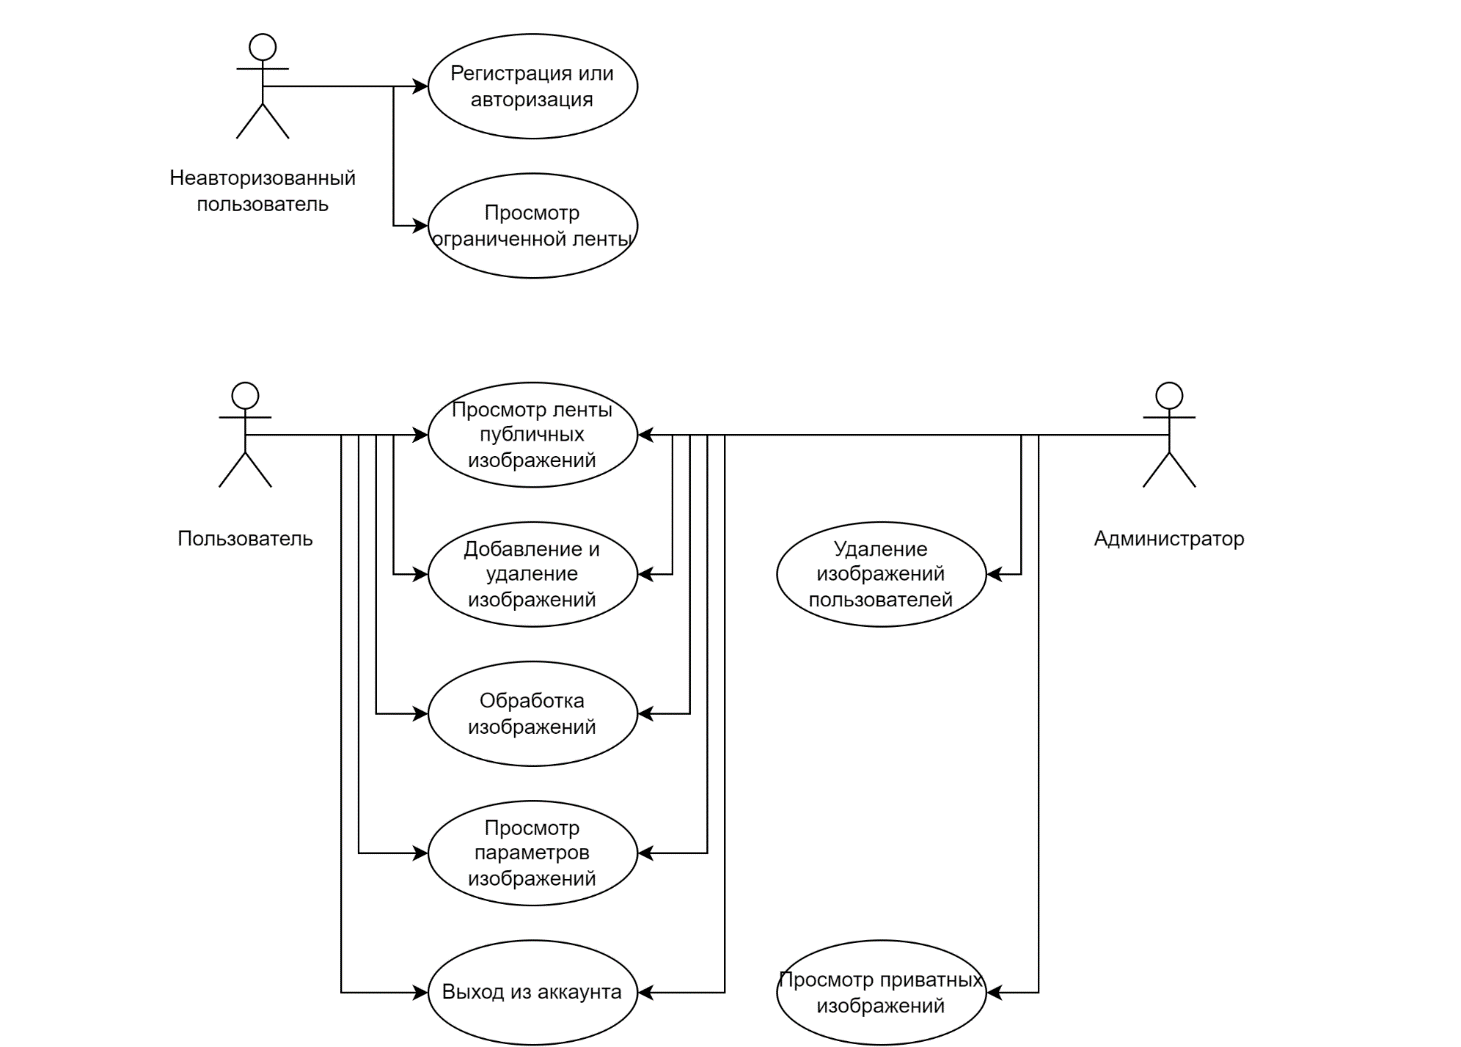 Регистрация или
авторизация
Неавторизованный
пользователь
Просмотр
ограниченной ленты
Просмотр ленты
публичных
изображений
Пользователь
Администратор
Добавление и
удаление
изображений
Удаление
изображений
пользователей
Обработка
изображений
Просмотр
параметров
изображений
Выход из аккаунта
Просмотр приватных
изображений